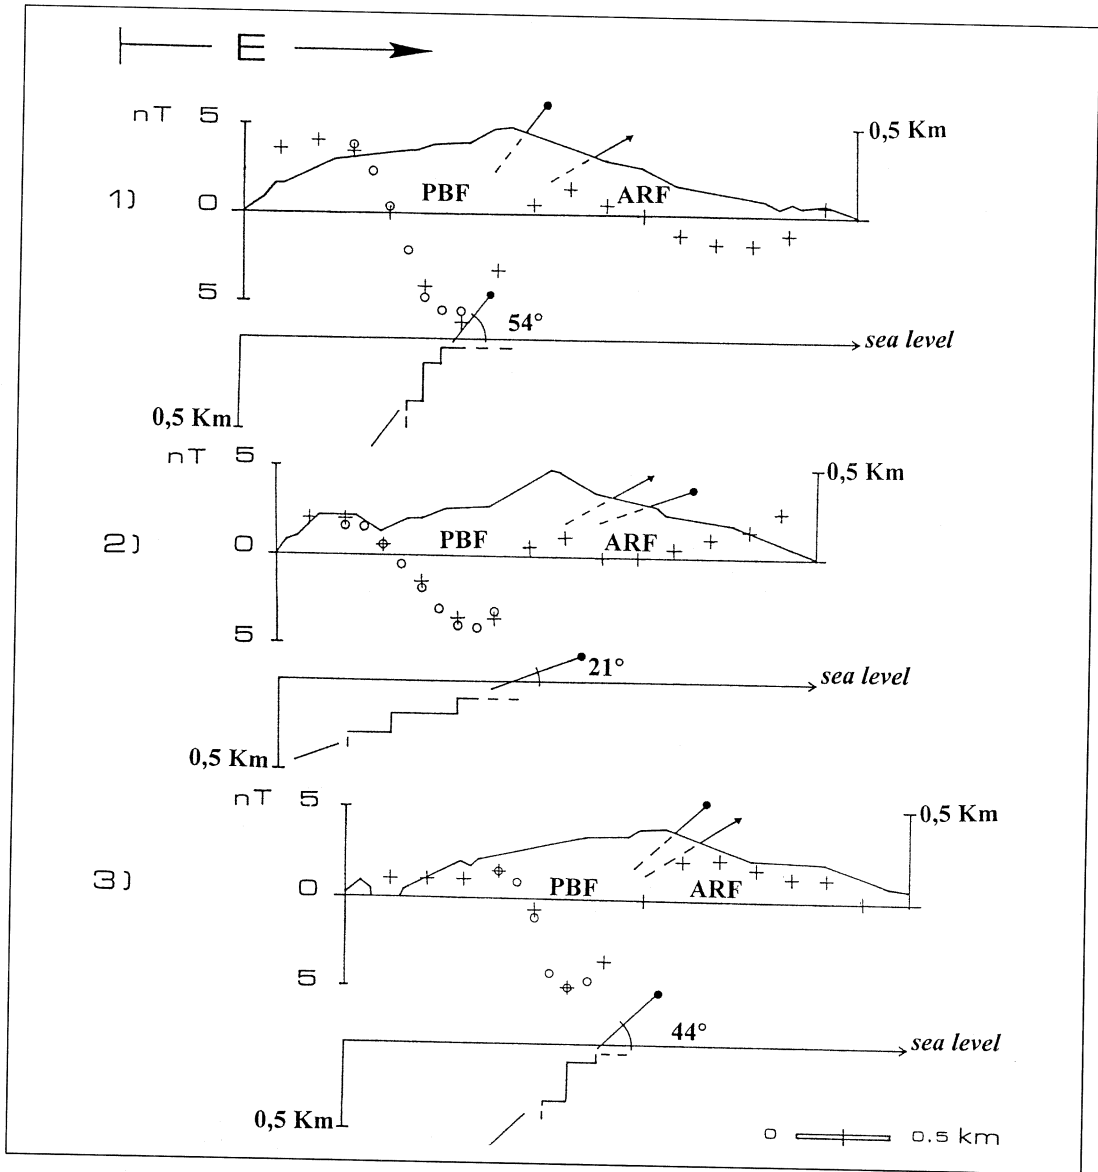 E
nT 5
0,5 Km
1) 0
PBF ARF
5
54°
sea level
0,5 Km
nT 5
0,5 Km
2) 0
PBF ARF
5
21°
sea level
0,5 Km
nT 5
0,5 Km
3) 0
PBF ARF
5
44°
sea level
0,5 Km
0 0.5 km